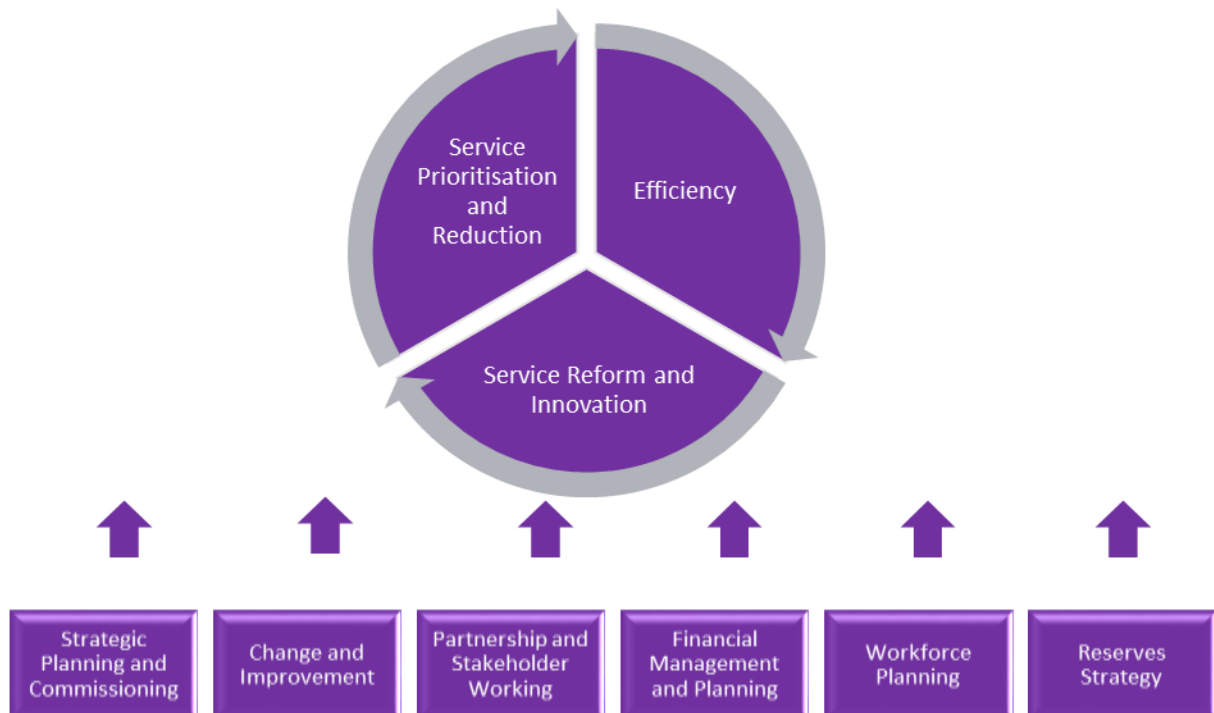 Service
Prioritisation
and
Reduction
Efficiency
Service Reform and
Innovation
Strategic
Planning and
Commissioning
Change and
Improvement
Partnership and
Stakeholder
Working
Financial
Management
and Planning
Workforce
Planning
Reserves
Strategy